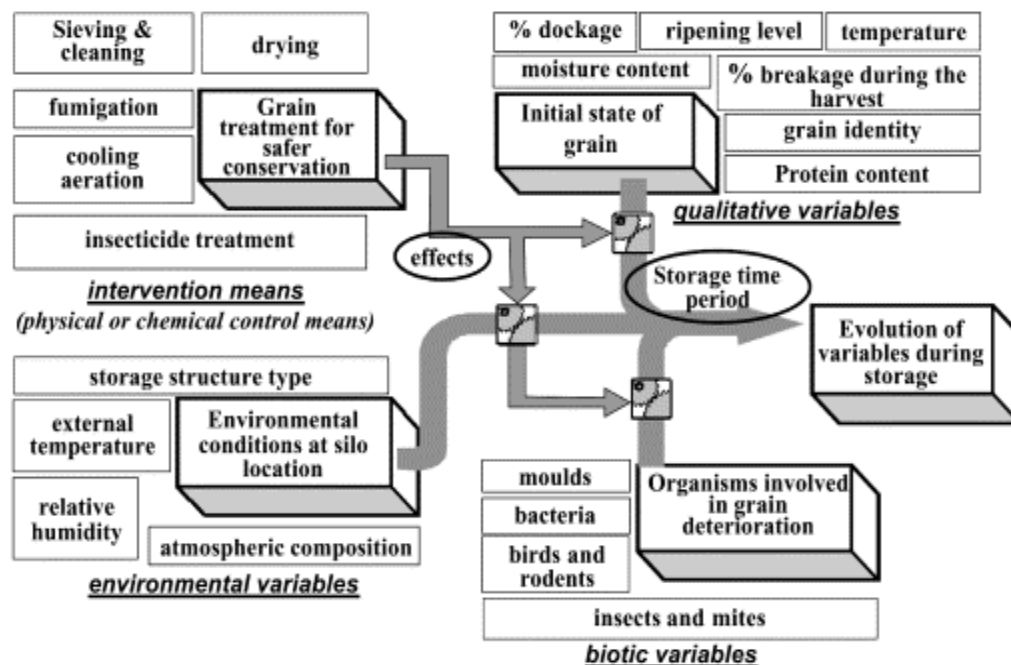 Sieving &
cleaning
drying
fumigation
Grain
treatment for
safer
conservation
cooling
aeration
insecticide treatment
intervention means
(physical or chemical control means)
% dockage
ripening level
temperature
moisture content
% breakage during the
harvest
Initial state of
grain
grain identity
Protein content
qualitative variables
effects
Storage time
period
Evolution of
variables during
storage
storage structure type
external
temperature
Environmental
conditions at silo
location
relative
humidity
atmospheric composition
environmental variables
moulds
bacteria
birds and
rodents
Organisms involved
in grain
deterioration
insects and mites
biotic variables